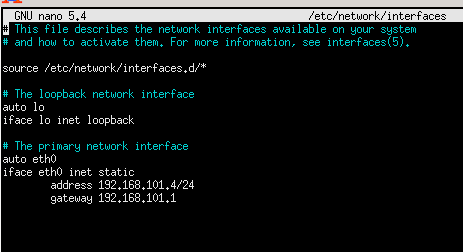 GNU nano 5.4 /etc/network/interfaces
# This file describes the network interfaces available on your system
# and how to activate them. For more information, see interfaces(5).
source /etc/network/interfaces.d/*
# The loopback network interface
auto lo
iface lo inet loopback
# The primary network interface
auto eth0
iface eth0 inet static
address 192.168.101.4/24
gateway 192.168.101.1